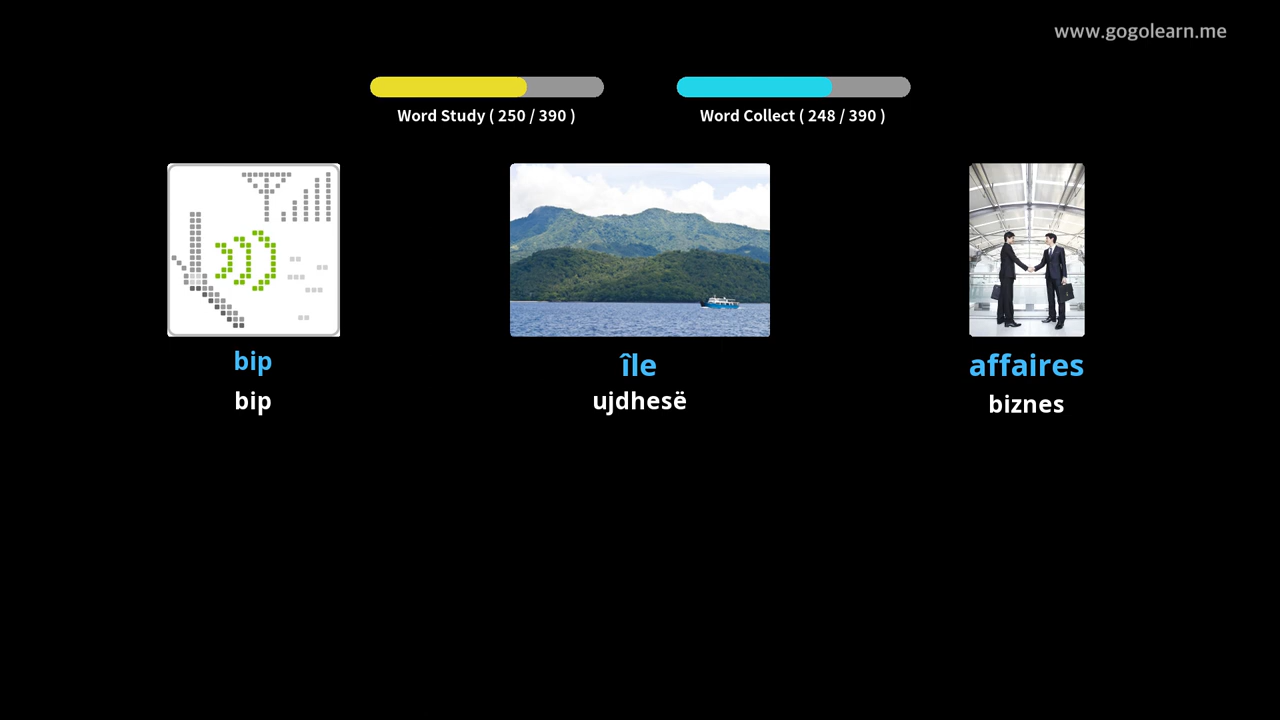 www.gogolearn.me
Word Study ( 250 / 390 )
Word Collect ( 248 / 390 )
bip
bip
île
ujdhesë
affaires
biznes